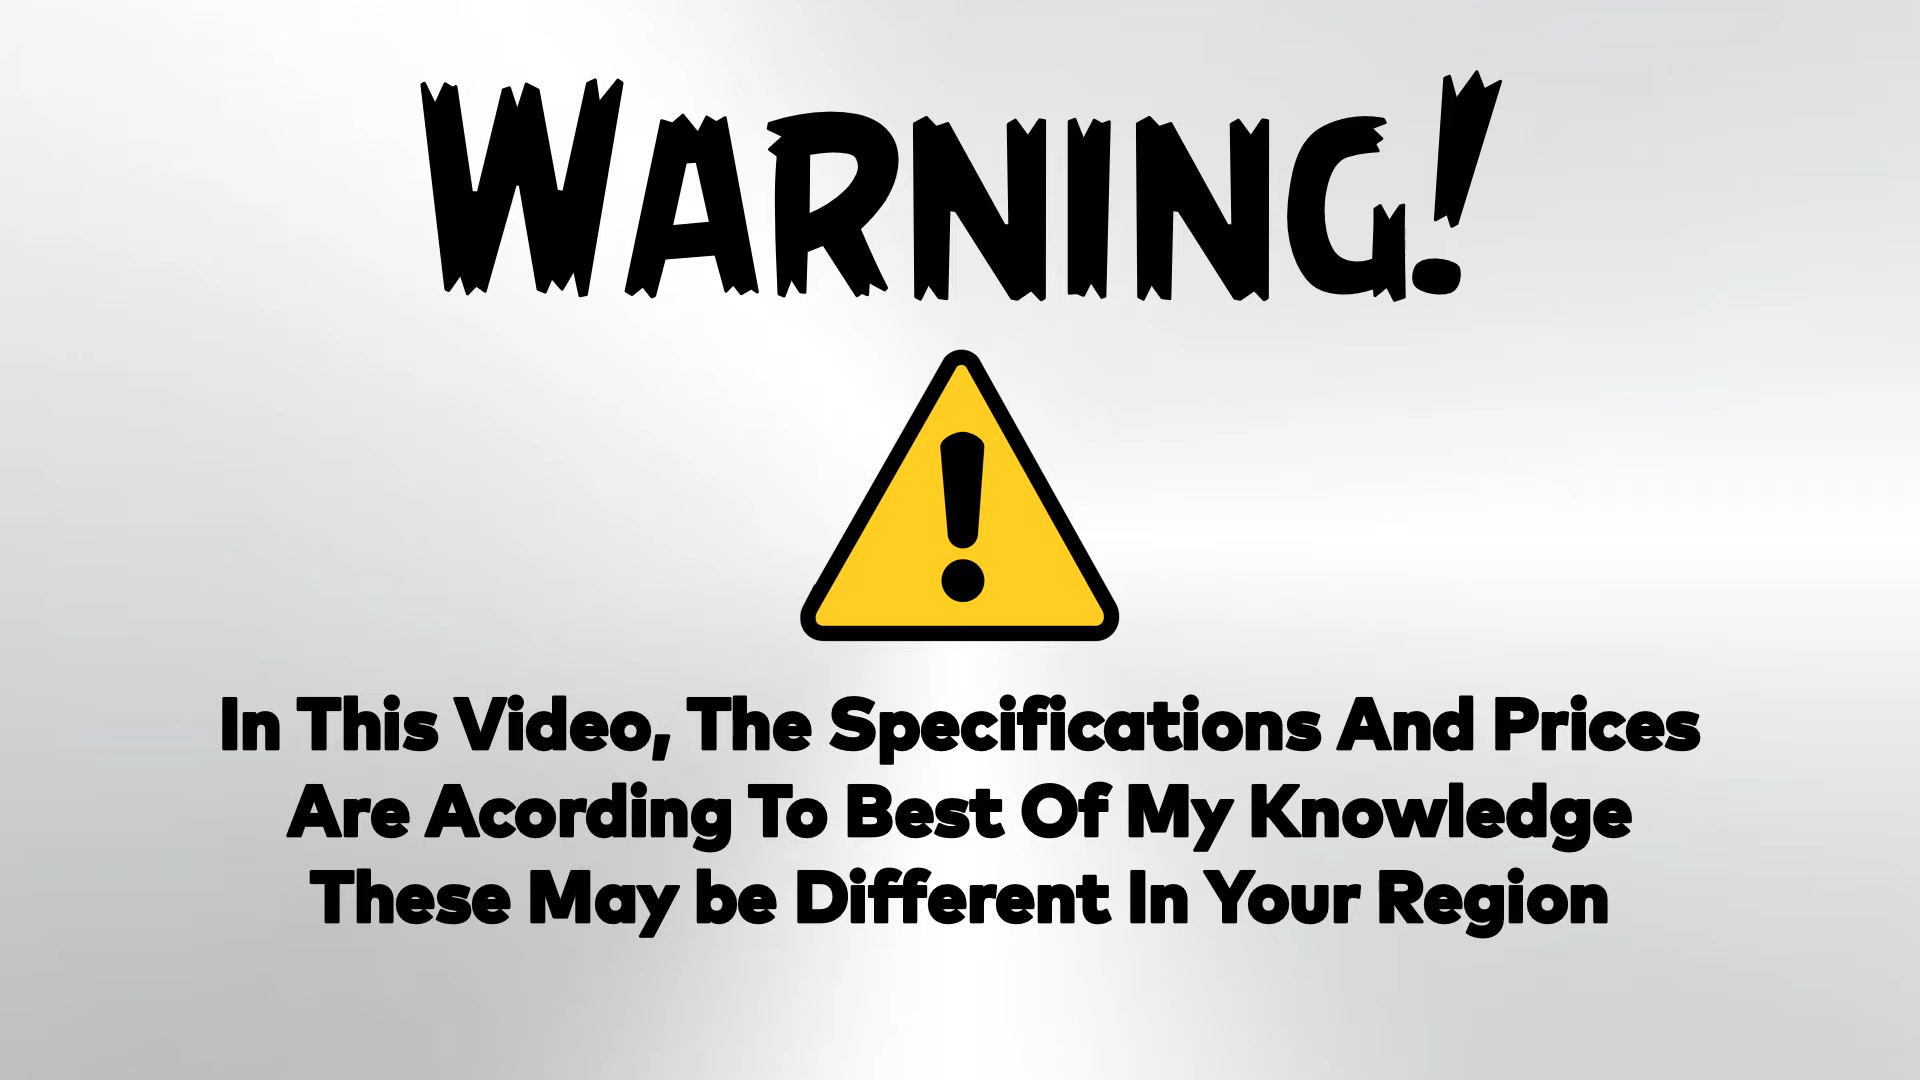 WARNING!
In This Video, The Specifications And Prices
Are Acording To Best Of My Knowledge
These May be Different In Your Region